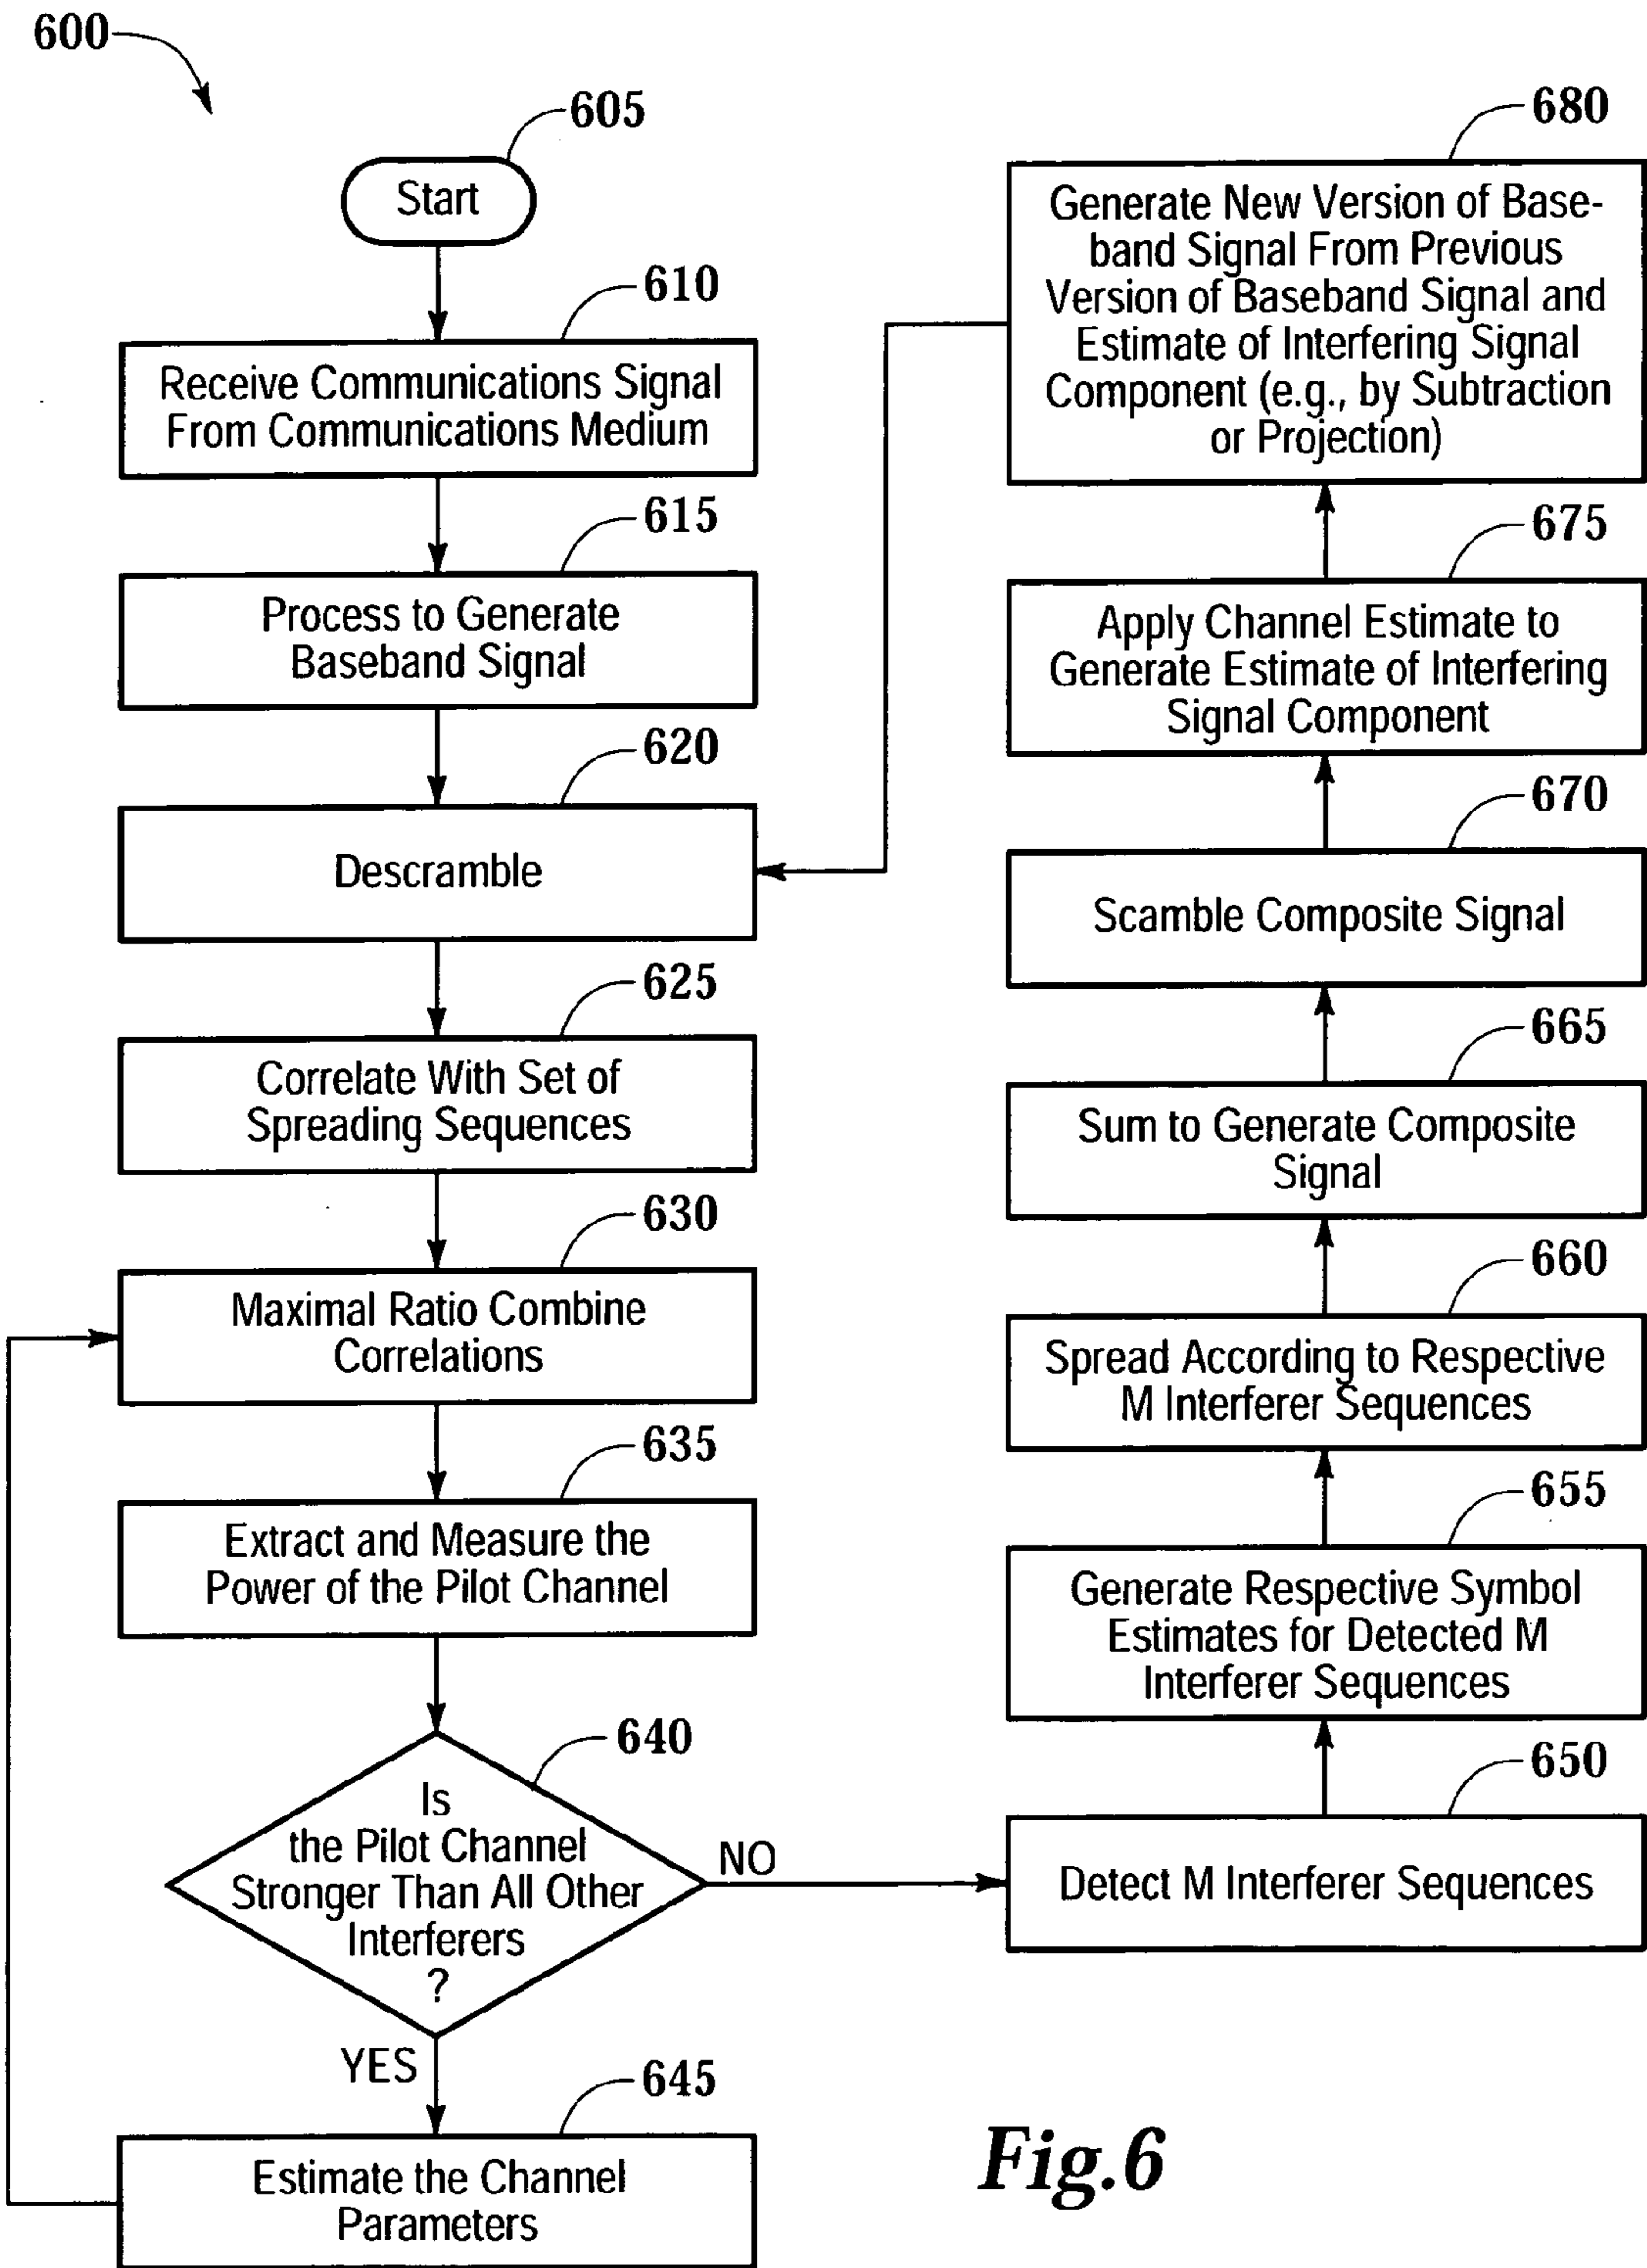 600
605
Start
610
Receive Communications Signal
From Communications Medium
615
Process to Generate
Baseband Signal
620
Descramble
625
Correlate With Set of
Spreading Sequences
630
Maximal Ratio Combine
Correlations
635
Extract and Measure the
Power of the Pilot Channel
640
Is
the Pilot Channel
Stronger Than All Other
Interferers
?
NO
YES
645
Estimate the Channel
Parameters
650
Detect M Interferer Sequences
655
Generate Respective Symbol
Estimates for Detected M
Interferer Sequences
660
Spread According to Respective
M Interferer Sequences
665
Sum to Generate Composite
Signal
670
Scamble Composite Signal
675
Apply Channel Estimate to
Generate Estimate of Interfering
Signal Component
680
Generate New Version of Base-
band Signal From Previous
Version of Baseband Signal and
Estimate of Interfering Signal
Component (e.g., by Subtraction
or Projection)
Fig.6